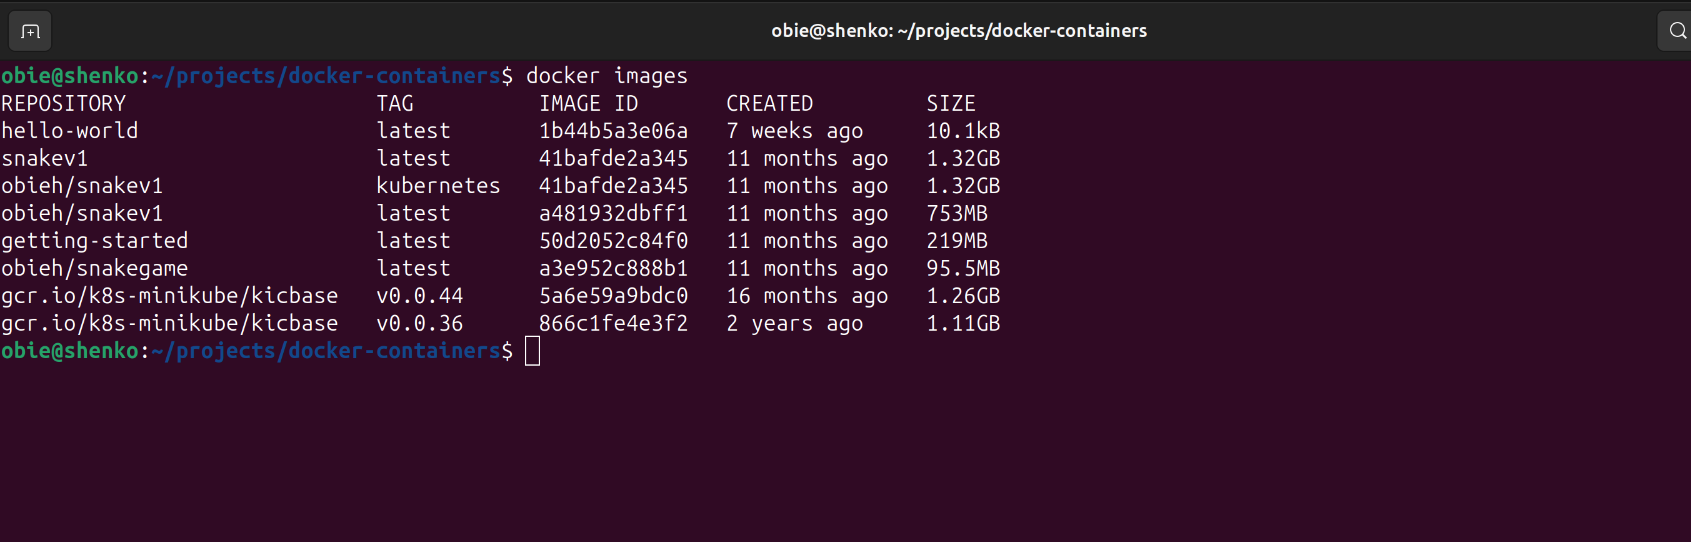 obie@shenko: ~/projects/docker-containers
obie@shenko:~/projects/docker-containers$ docker images
REPOSITORY TAG IMAGE ID CREATED SIZE
hello-world latest 1b44b5a3e06a 7 weeks ago 10.1kB
snakev1 latest 41bafde2a345 11 months ago 1.32GB
obieh/snakev1 kubernetes 41bafde2a345 11 months ago 1.32GB
obieh/snakev1 latest a481932dbff1 11 months ago 753MB
getting-started latest 50d2052c84f0 11 months ago 219MB
obieh/snakegame latest a3e952c888b1 11 months ago 95.5MB
gcr.io/k8s-minikube/kicbase v0.0.44 5a6e59a9bdc0 16 months ago 1.26GB
gcr.io/k8s-minikube/kicbase v0.0.36 866c1fe4e3f2 2 years ago 1.11GB
obie@shenko:~/projects/docker-containers$